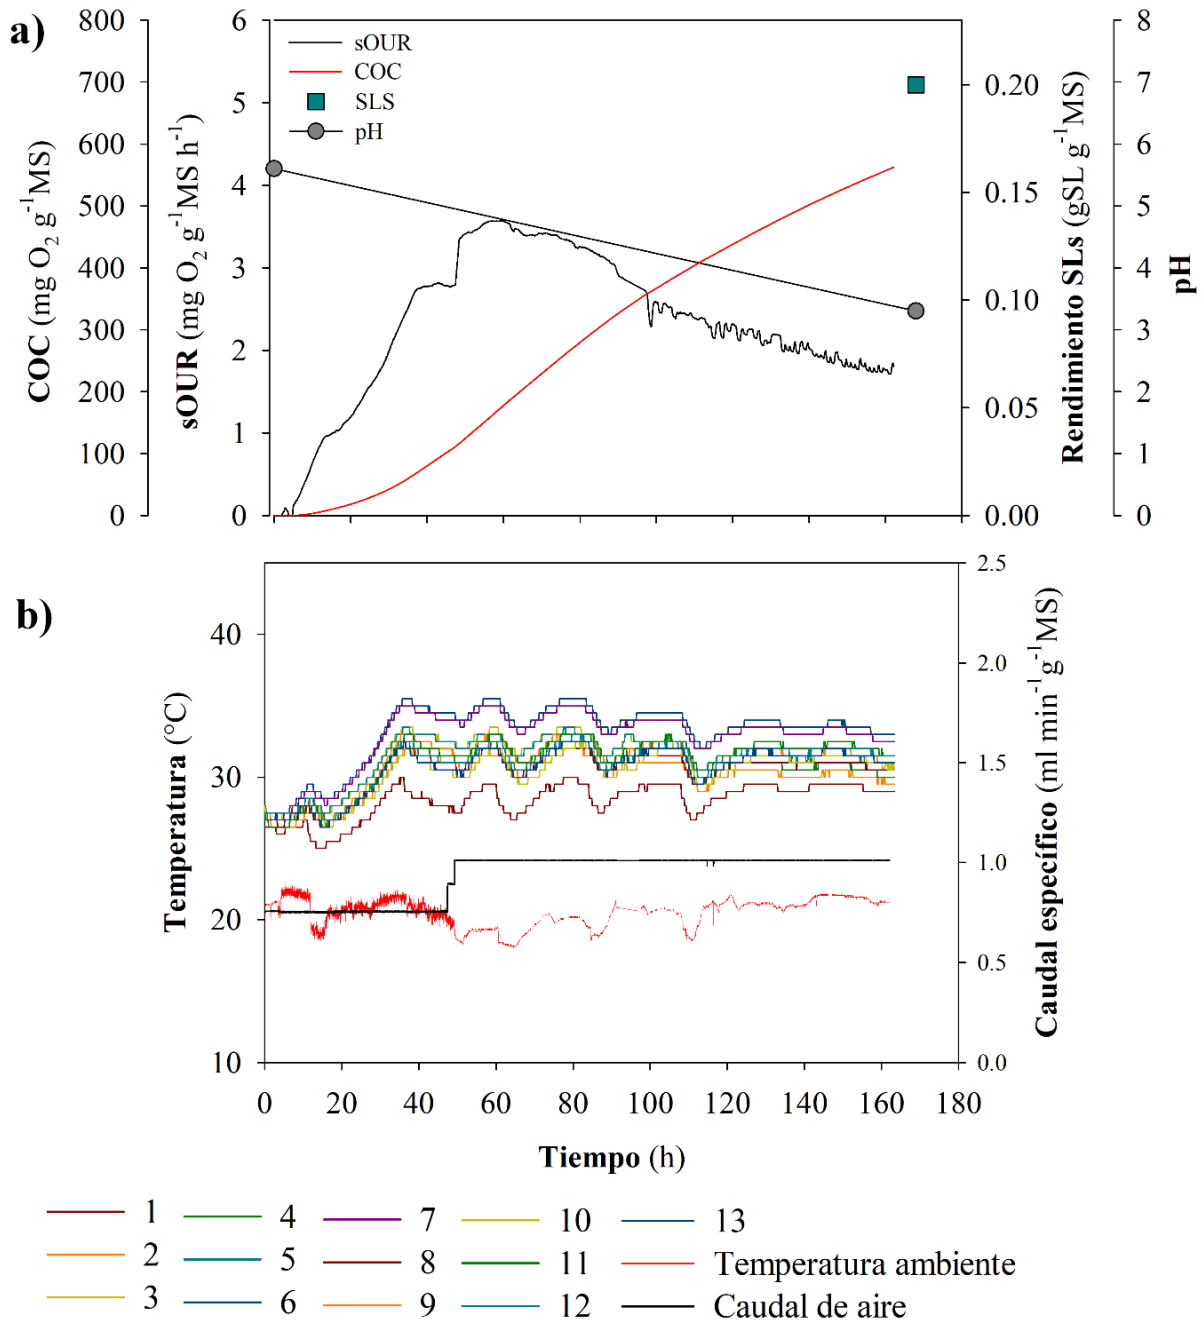 a)
800
700
600
500
400
300
200
100
0
COC (mg O2 g-1MS)
6
5
4
3
2
1
0
sOUR (mg O2 g-1MS h-1)
sOUR
COC
SLS
pH
0.20
0.15
0.10
0.05
0.00
Rendimiento SLs (gSL g-1MS)
8
7
6
5
4
3
2
1
0
pH
b)
40
30
20
10
Temperatura (°C)
2.5
2.0
1.5
1.0
0.5
0.0
Caudal específico (ml min-1g-1MS)
0 20 40 60 80 100 120 140 160 180
Tiempo (h)
1 4 7 10 13
2 5 8 11 Temperatura ambiente
3 6 9 12 Caudal de aire